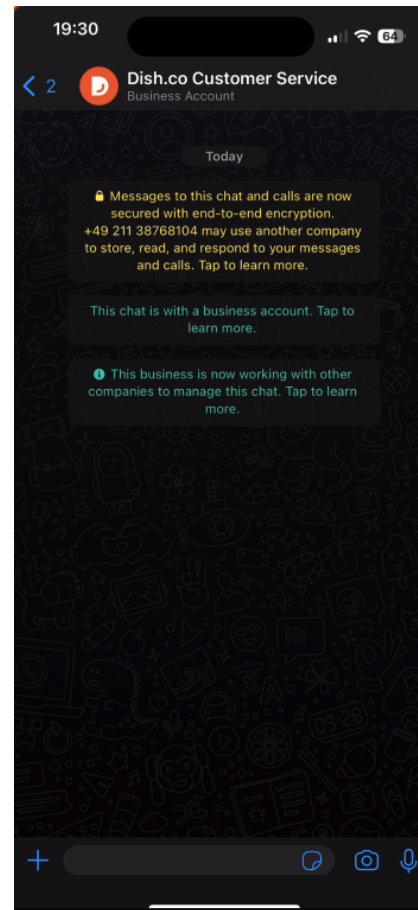 19:30
64
2
Dish.co Customer Service
Business Account
Today
Messages to this chat and calls are now
secured with end-to-end encryption.
+49 211 38768104 may use another company
to store, read, and respond to your messages
and calls. Tap to learn more.
This chat is with a business account. Tap to
learn more.
This business is now working with other
companies to manage this chat. Tap to learn
more.
Hi
09:28